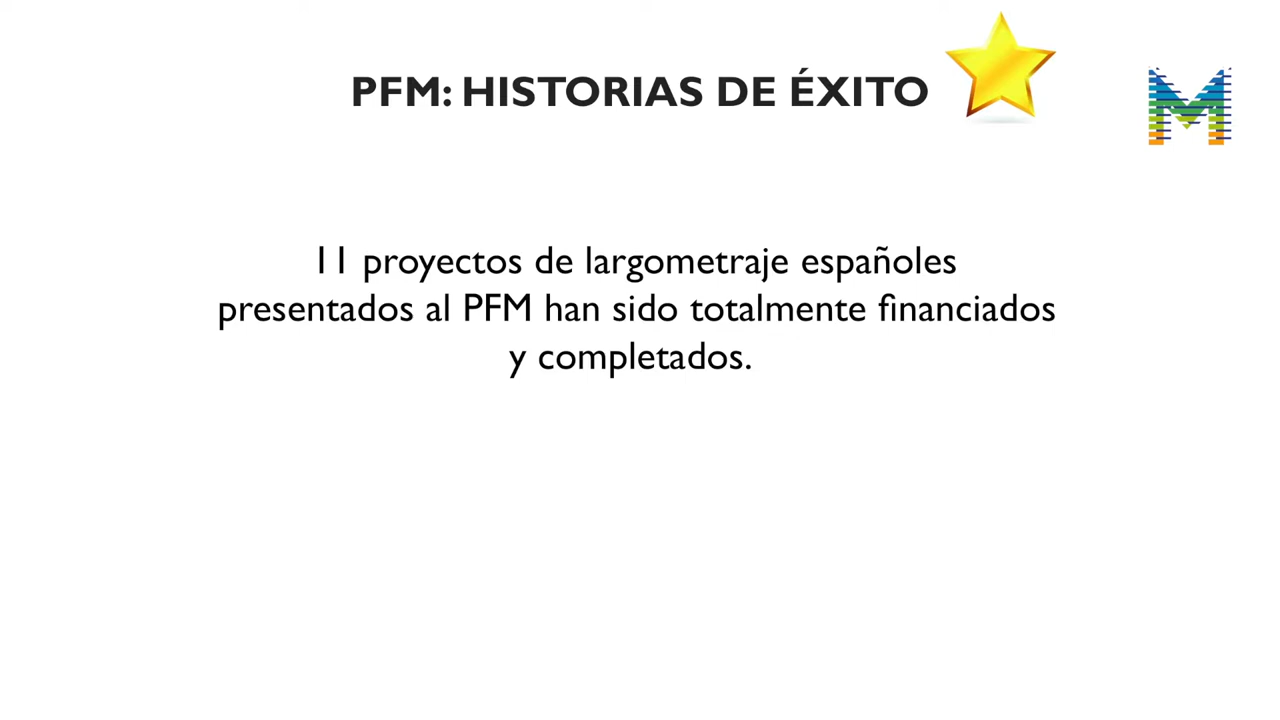 PFM: HISTORIAS DE ÉXITO
M
11 proyectos de largometraje españoles
presentados al PFM han sido totalmente financiados
y completados.